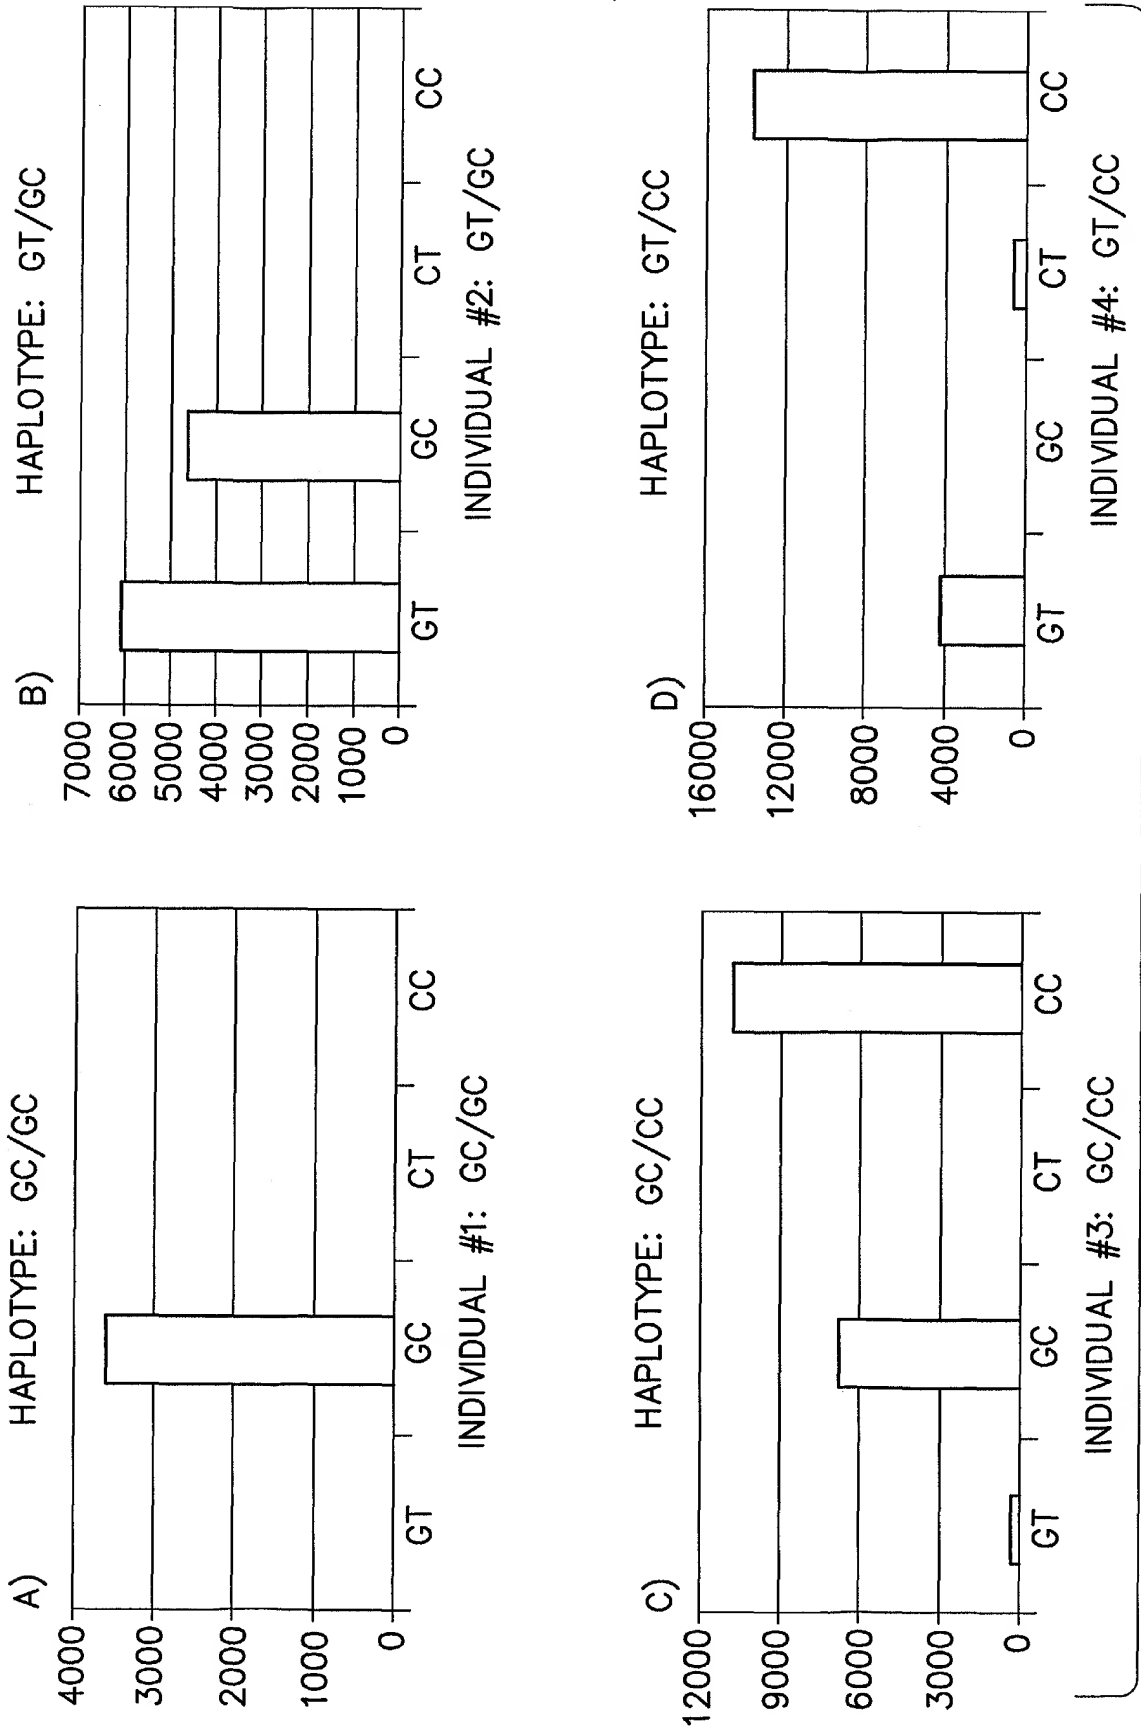 A)
HAPLOTYPE: GC/GC
4000
3000
2000
1000
0
GT
GC
CT
CC
INDIVIDUAL #1: GC/GC
B)
HAPLOTYPE: GT/GC
7000
6000
5000
4000
3000
2000
1000
0
GT
GC
CT
CC
INDIVIDUAL #2: GT/GC
C)
HAPLOTYPE: GC/CC
12000
9000
6000
3000
0
GT
GC
CT
CC
INDIVIDUAL #3: GC/CC
D)
HAPLOTYPE: GT/CC
16000
12000
8000
4000
0
GT
GC
CT
CC
INDIVIDUAL #4: GT/CC